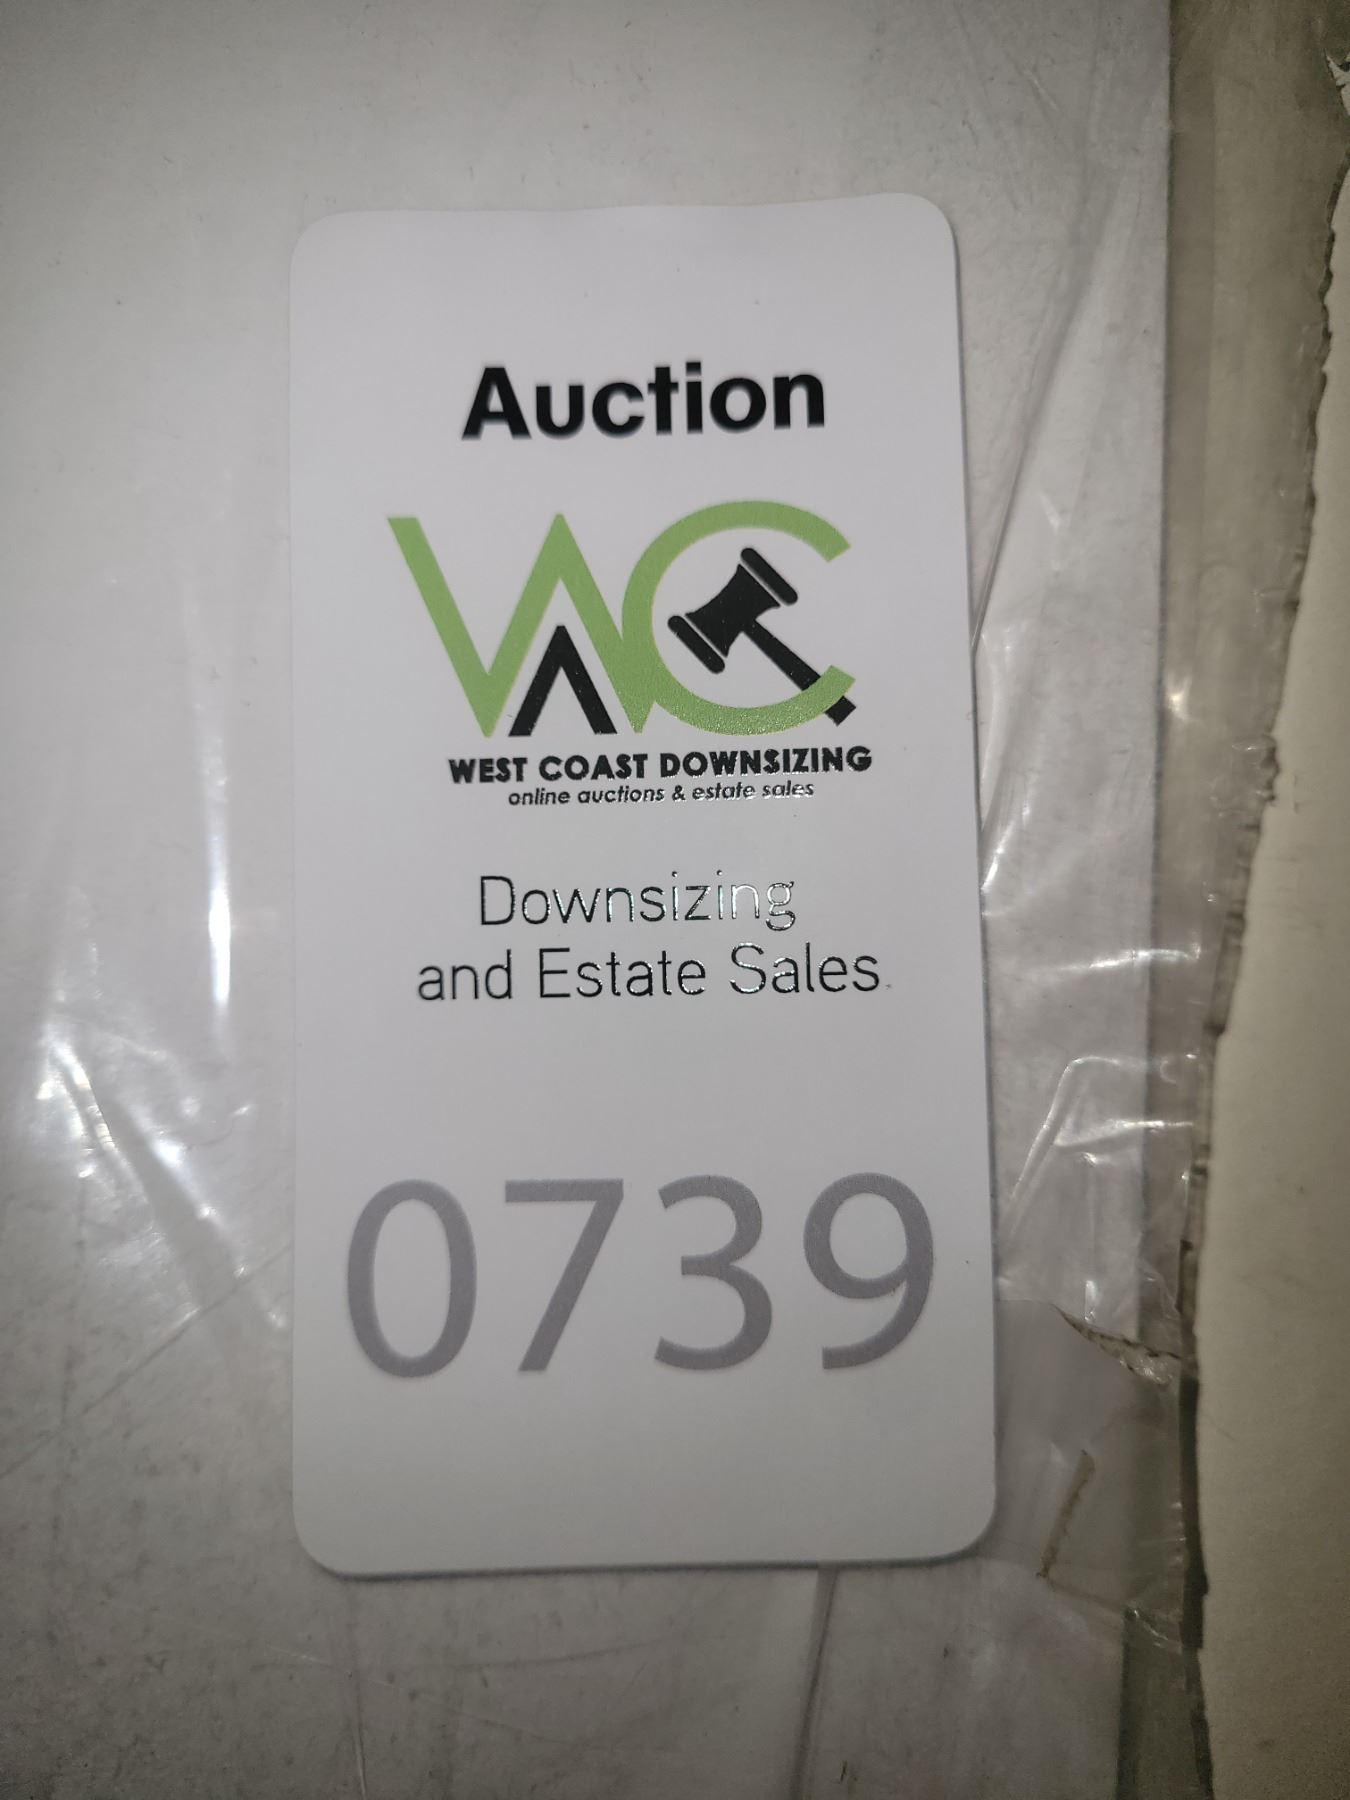 Auction
WC
WEST COAST DOWNSIZING
online auctions & estate sales
Downsizing
and Estate Sales.
0739